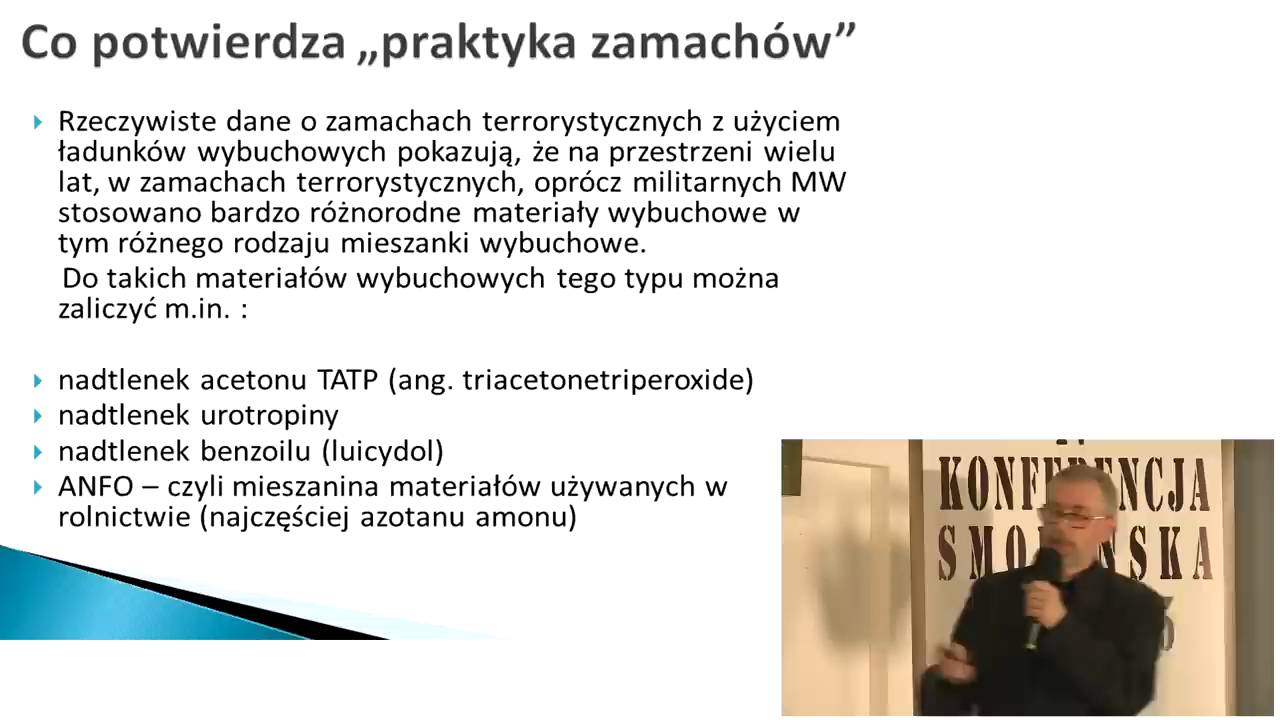 Co potwierdza „praktyka zamachów”
Rzeczywiste dane o zamachach terrorystycznych z użyciem
ładunków wybuchowych pokazują, że na przestrzeni wielu
lat, w zamachach terrorystycznych, oprócz militarnych MW
stosowano bardzo różnorodne materiały wybuchowe w
tym różnego rodzaju mieszanki wybuchowe.
Do takich materiałów wybuchowych tego typu można
zaliczyć m.in. :
nadtlenek acetonu TATP (ang. triacetonetriperoxide)
nadtlenek urotropiny
nadtlenek benzoilu (luicydol)
ANFO – czyli mieszanina materiałów używanych w
rolnictwie (najczęściej azotanu amonu)
KONFERENCJA